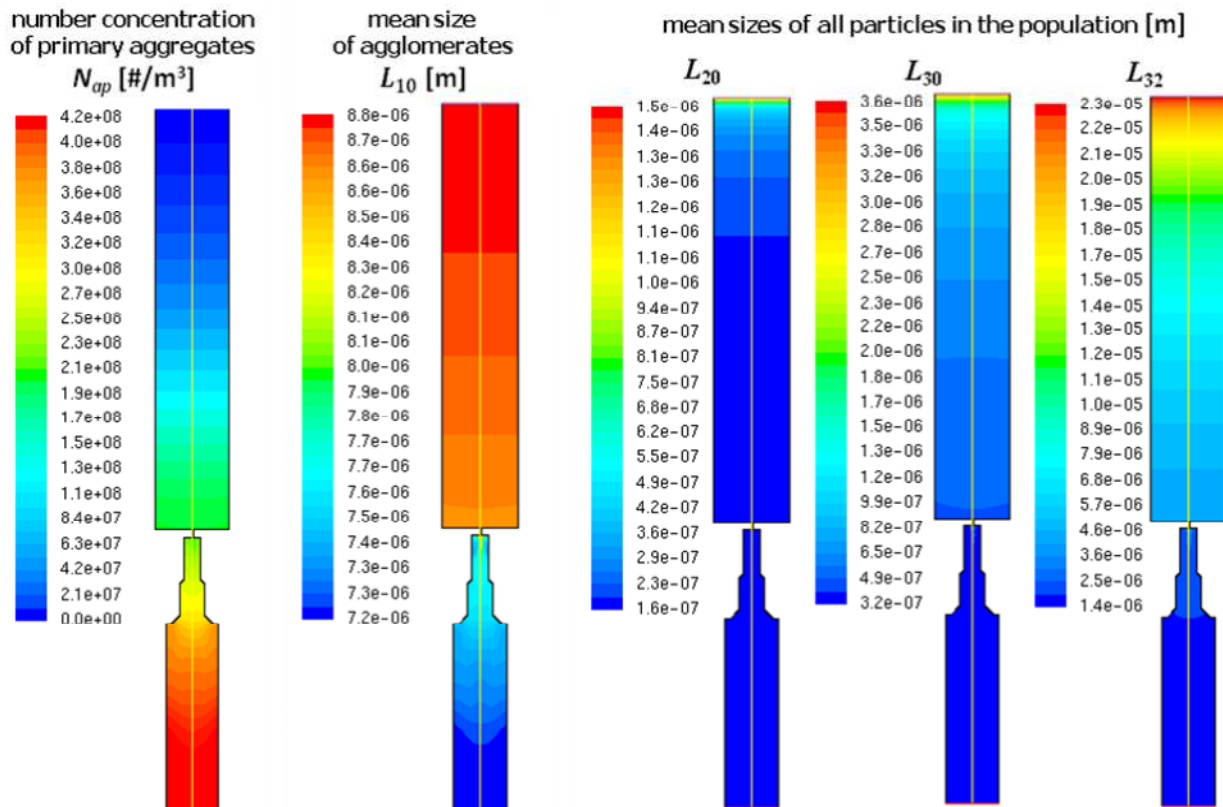 number concentration
of primary aggregates
N_ap [#/m³]
4.2e+08
4.0e+08
3.8e+08
3.6e+08
3.4e+08
3.2e+08
3.0e+08
2.7e+08
2.5e+08
2.3e+08
2.1e+08
1.9e+08
1.7e+08
1.5e+08
1.3e+08
1.1e+08
8.4e+07
6.3e+07
4.2e+07
2.1e+07
0.0e+00
mean size
of agglomerates
L₁₀ [m]
8.8e-06
8.7e-06
8.6e-06
8.6e-06
8.5e-06
8.4e-06
8.3e-06
8.2e-06
8.1e-06
8.0e-06
7.9e-06
7.8e-06
7.7e-06
7.6e-06
7.5e-06
7.4e-06
7.3e-06
7.3e-06
7.2e-06
mean sizes of all particles in the population [m]
L₂₀
1.5e-06
1.4e-06
1.3e-06
1.3e-06
1.2e-06
1.1e-06
1.1e-06
1.0e-06
9.4e-07
8.7e-07
8.1e-07
7.5e-07
6.8e-07
6.2e-07
5.5e-07
4.9e-07
4.2e-07
3.6e-07
2.9e-07
2.3e-07
1.6e-07
L₃₀
3.6e-06
3.5e-06
3.3e-06
3.2e-06
3.0e-06
2.8e-06
2.7e-06
2.5e-06
2.3e-06
2.2e-06
2.0e-06
1.8e-06
1.7e-06
1.5e-06
1.3e-06
1.2e-06
9.9e-07
8.2e-07
6.5e-07
4.9e-07
3.2e-07
L₃₂
2.3e-05
2.2e-05
2.1e-05
2.0e-05
1.9e-05
1.8e-05
1.7e-05
1.5e-05
1.4e-05
1.3e-05
1.2e-05
1.1e-05
1.0e-05
8.9e-06
7.8e-06
6.8e-06
5.7e-06
4.6e-06
3.6e-06
2.5e-06
1.4e-06